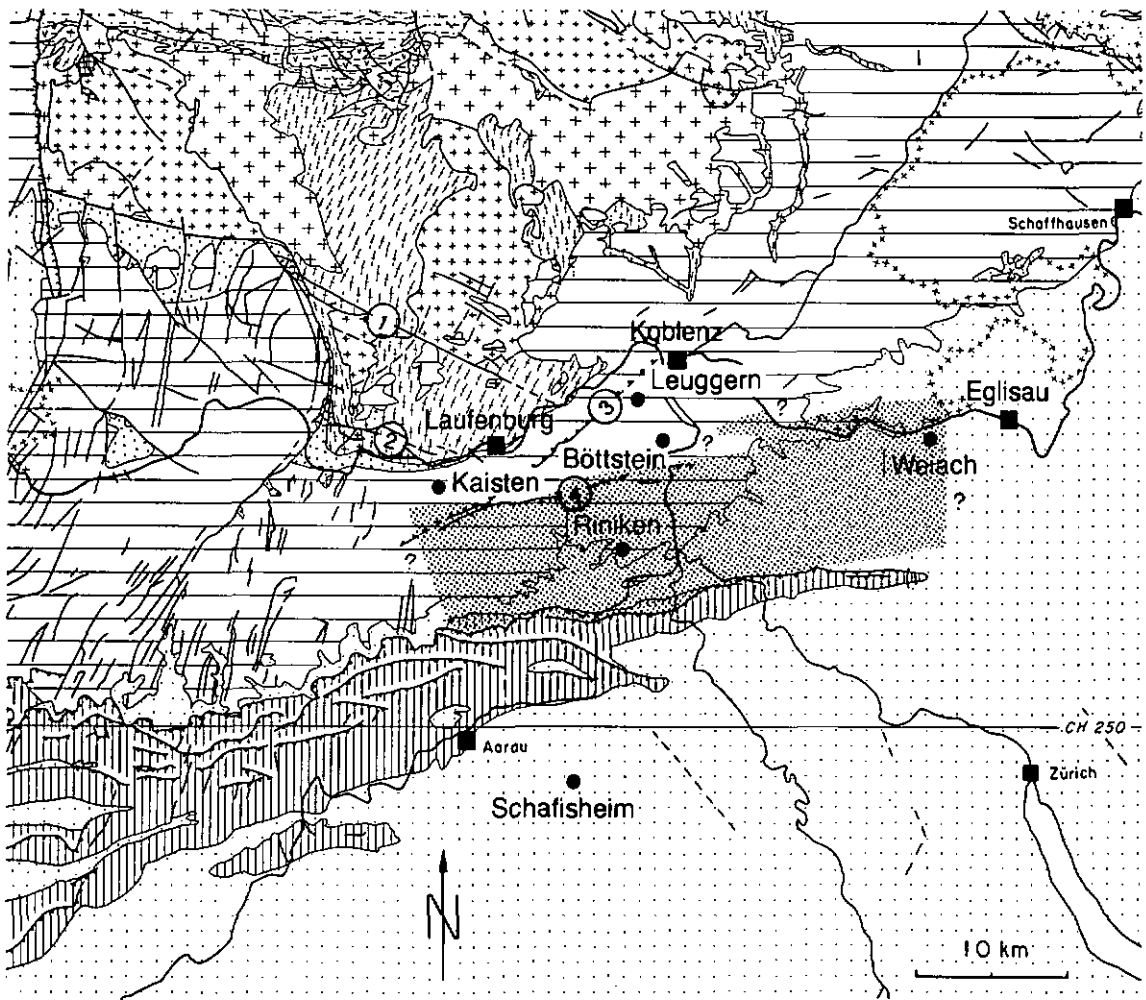 Schaffhausen
1
Koblenz
Leuggern
3
?
Eglisau
Laufenburg
2
?
Böttstein
Weiach
Kaisten
4
?
Riniken
?
CH 250
Aarau
Zürich
Schafisheim
N
10 km